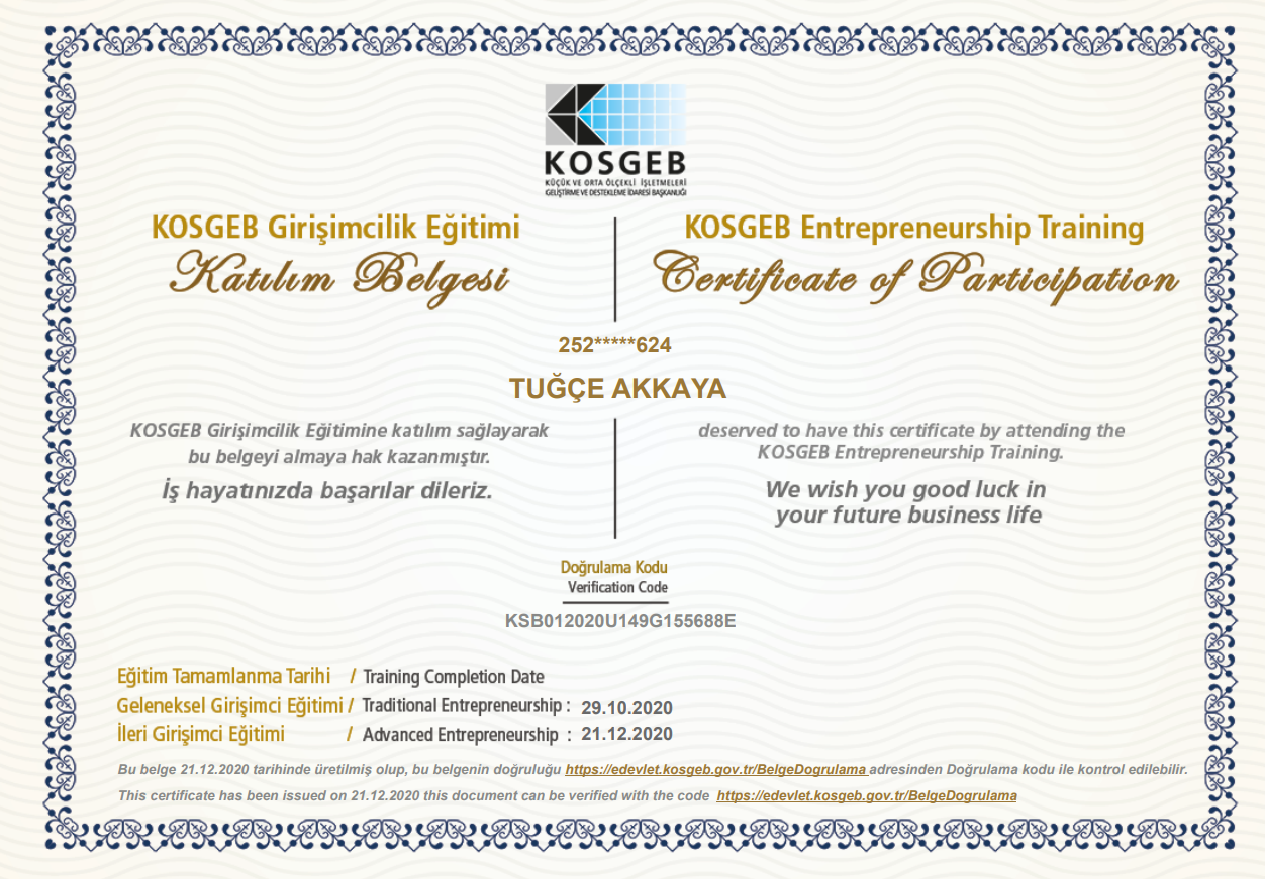 KOSGEB
KÜÇÜK VE ORTA ÖLÇEKLİ İŞLETMELERİ
GELİŞTİRME VE DESTEKLEME İDARESİ BAŞKANLIĞI
KOSGEB Girişimcilik Eğitimi
Katılım Belgesi
KOSGEB Entrepreneurship Training
Certificate of Participation
252*****624
TUĞÇE AKKAYA
KOSGEB Girişimcilik Eğitimine katılım sağlayarak
bu belgeyi almaya hak kazanmıştır.
İş hayatınızda başarılar dileriz.
deserved to have this certificate by attending the
KOSGEB Entrepreneurship Training.
We wish you good luck in
your future business life
Doğrulama Kodu
Verification Code
KSB012020U149G155688E
Eğitim Tamamlanma Tarihi / Training Completion Date
Geleneksel Girişimci Eğitimi / Traditional Entrepreneurship : 29.10.2020
İleri Girişimci Eğitimi / Advanced Entrepreneurship : 21.12.2020
Bu belge 21.12.2020 tarihinde üretilmiş olup, bu belgenin doğruluğu https://edevlet.kosgeb.gov.tr/BelgeDogrulama adresinden Doğrulama kodu ile kontrol edilebilir.
This certificate has been issued on 21.12.2020 this document can be verified with the code https://edevlet.kosgeb.gov.tr/BelgeDogrulama